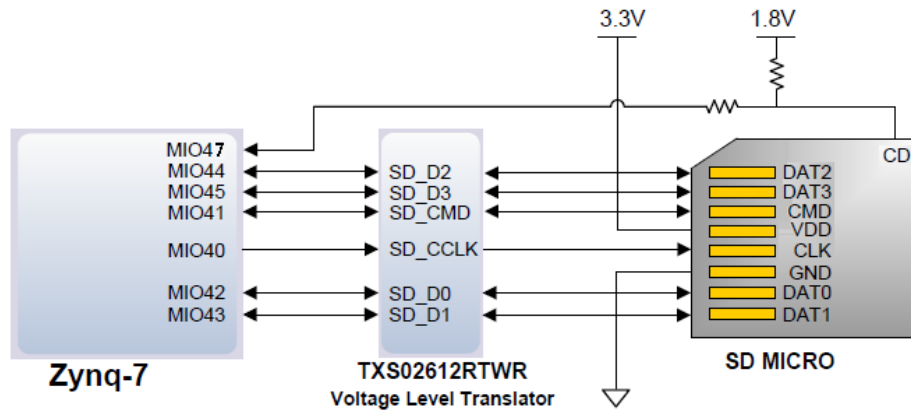 3.3V
1.8V
CD
MIO47
MIO44
MIO45
MIO41
MIO40
MIO42
MIO43
SD_D2
SD_D3
SD_CMD
SD_CCLK
SD_D0
SD_D1
DAT2
DAT3
CMD
VDD
CLK
GND
DAT0
DAT1
Zynq-7
TXS02612RTWR
Voltage Level Translator
SD MICRO